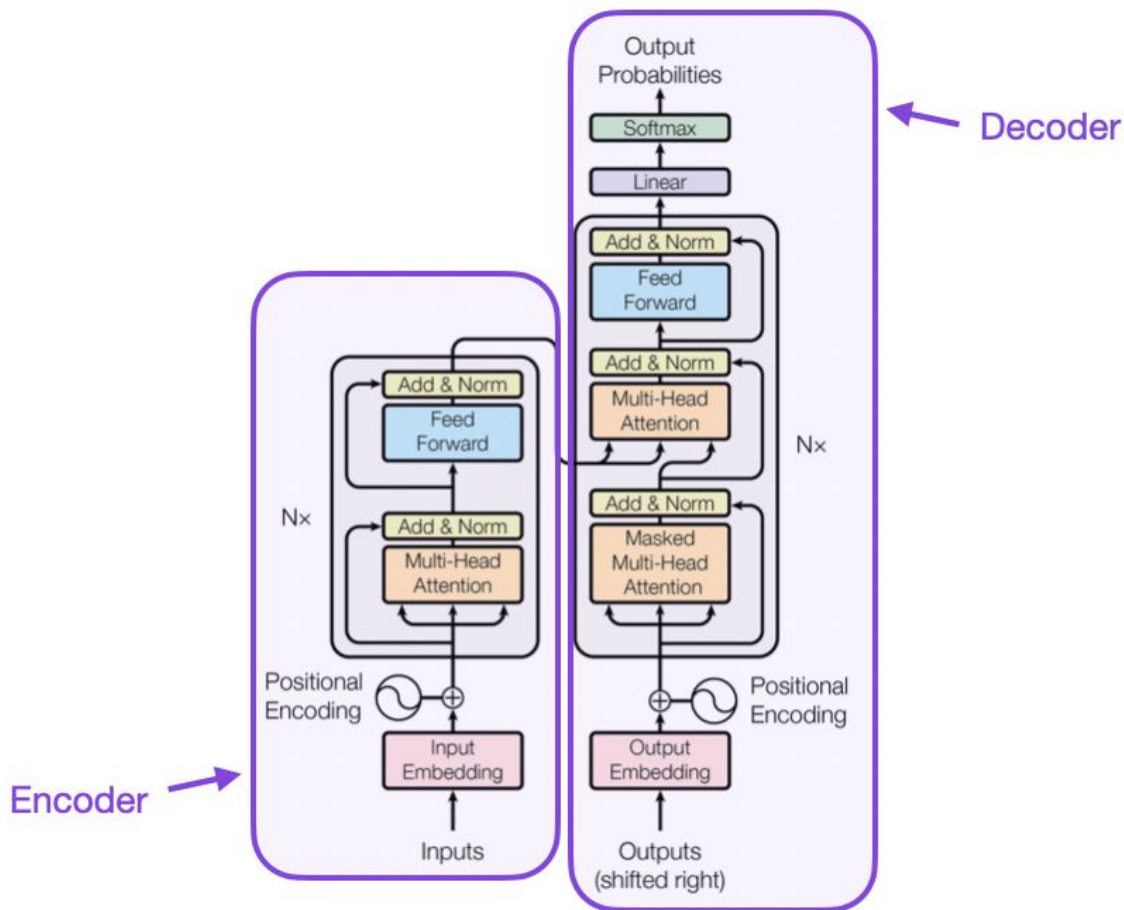 Output
Probabilities
Softmax
Linear
Add & Norm
Feed
Forward
Add & Norm
Multi-Head
Attention
Add & Norm
Masked
Multi-Head
Attention
N×
Positional
Encoding
Output
Embedding
Outputs
(shifted right)
Decoder
Add & Norm
Feed
Forward
Add & Norm
Multi-Head
Attention
N×
Positional
Encoding
Input
Embedding
Inputs
Encoder